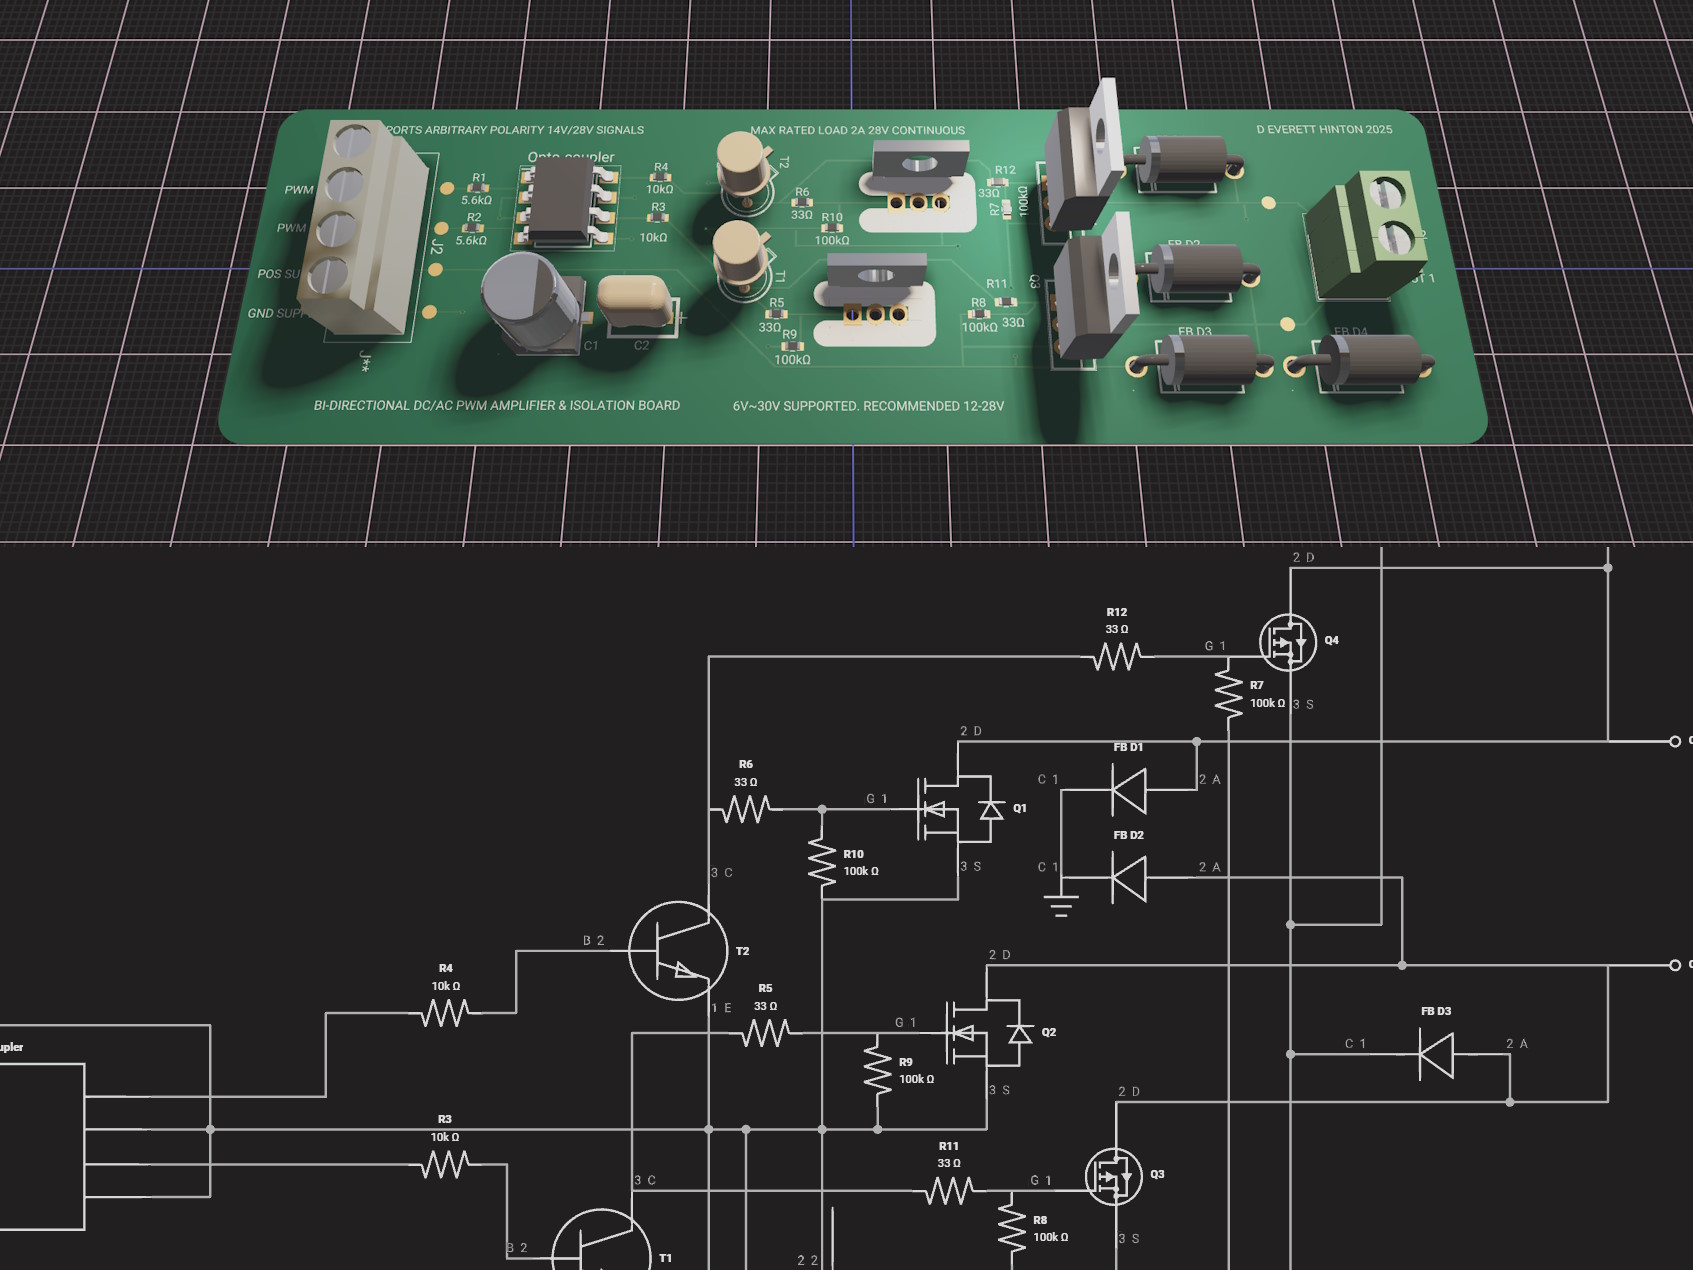 PORTS ARBITRARY POLARITY 14V/28V SIGNALS
MAX RATED LOAD 2A 28V CONTINUOUS
D EVERETT HINTON 2025
Opto coupler
PWM
R1
5.6kΩ
R4
10kΩ
T2
R6
33Ω
R12
33Ω
R7
100kΩ
PWM
R2
5.6kΩ
J2
R3
10kΩ
R10
100kΩ
POS SU
T1
Q3
FB D2
GND SUPP
R5
33Ω
R11
33Ω
R8
100kΩ
R9
100kΩ
C1
C2
FB D3
FB D4
J**
BI-DIRECTIONAL DC/AC PWM AMPLIFIER & ISOLATION BOARD
6V~30V SUPPORTED. RECOMMENDED 12-28V
2 D
R12
33 Ω
G 1
Q4
R7
100k Ω
3 S
2 D
FB D1
R6
33 Ω
G 1
Q1
C 1
2 A
FB D2
R10
100k Ω
3 S
C 1
2 A
3 C
B 2
T2
2 D
R4
10k Ω
R5
33 Ω
1 E
G 1
Q2
FB D3
upler
R9
100k Ω
C 1
2 A
3 S
2 D
R3
10k Ω
R11
33 Ω
3 C
G 1
Q3
R8
100k Ω
3 S
B 2
T1
2 2